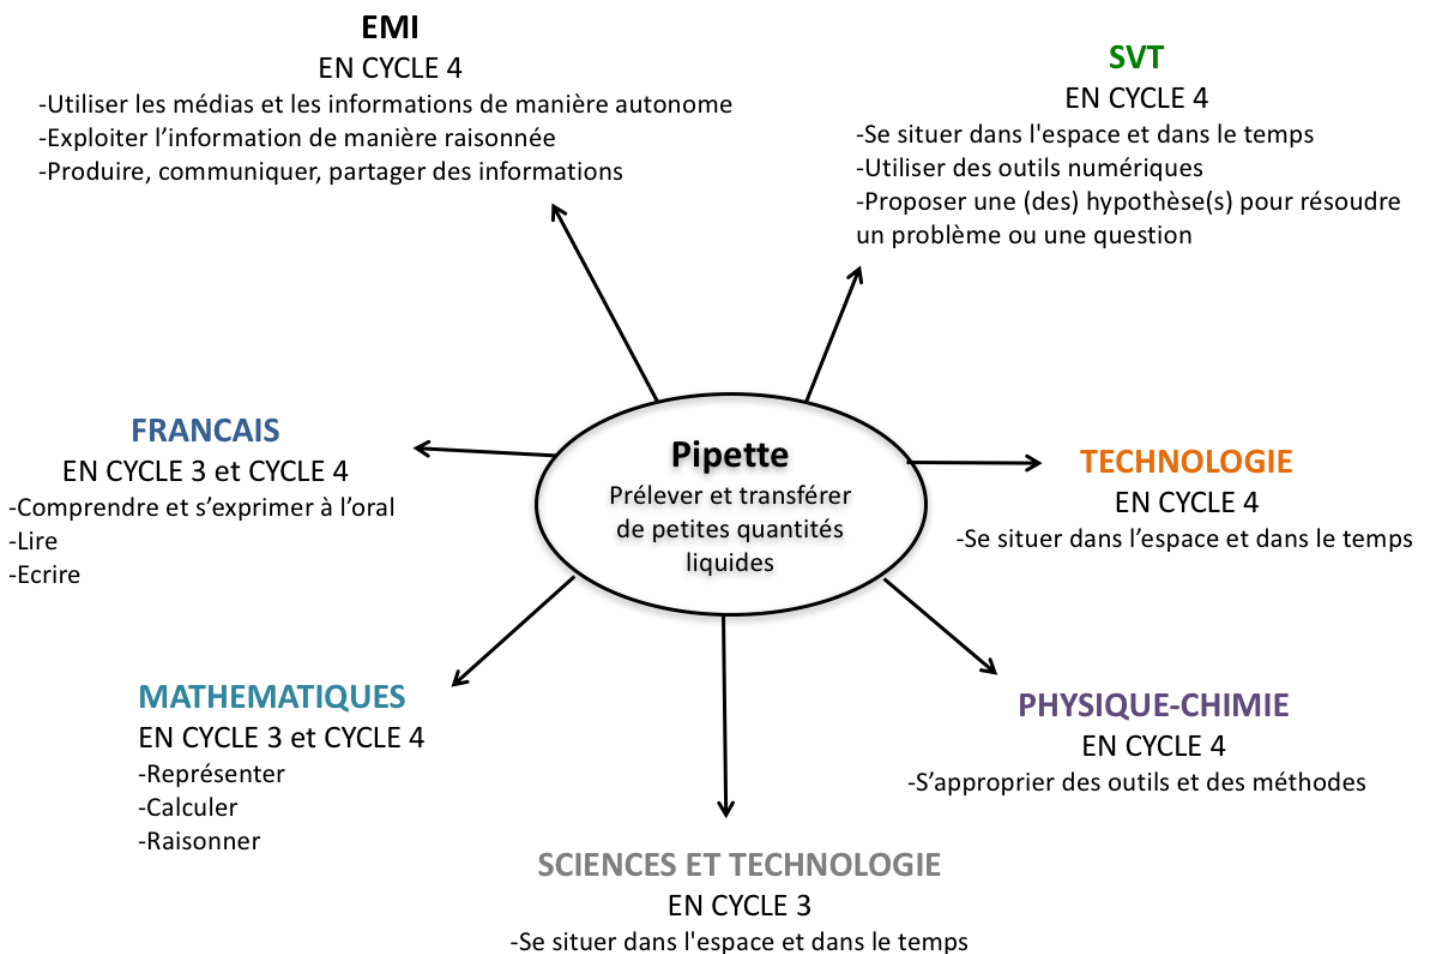 EMI
EN CYCLE 4
-Utiliser les médias et les informations de manière autonome
-Exploiter l’information de manière raisonnée
-Produire, communiquer, partager des informations
SVT
EN CYCLE 4
-Se situer dans l'espace et dans le temps
-Utiliser des outils numériques
-Proposer une (des) hypothèse(s) pour résoudre
un problème ou une question
FRANCAIS
EN CYCLE 3 et CYCLE 4
-Comprendre et s’exprimer à l’oral
-Lire
-Ecrire
Pipette
Prélever et transférer
de petites quantités
liquides
TECHNOLOGIE
EN CYCLE 4
-Se situer dans l’espace et dans le temps
MATHEMATIQUES
EN CYCLE 3 et CYCLE 4
-Représenter
-Calculer
-Raisonner
PHYSIQUE-CHIMIE
EN CYCLE 4
-S’approprier des outils et des méthodes
SCIENCES ET TECHNOLOGIE
EN CYCLE 3
-Se situer dans l'espace et dans le temps